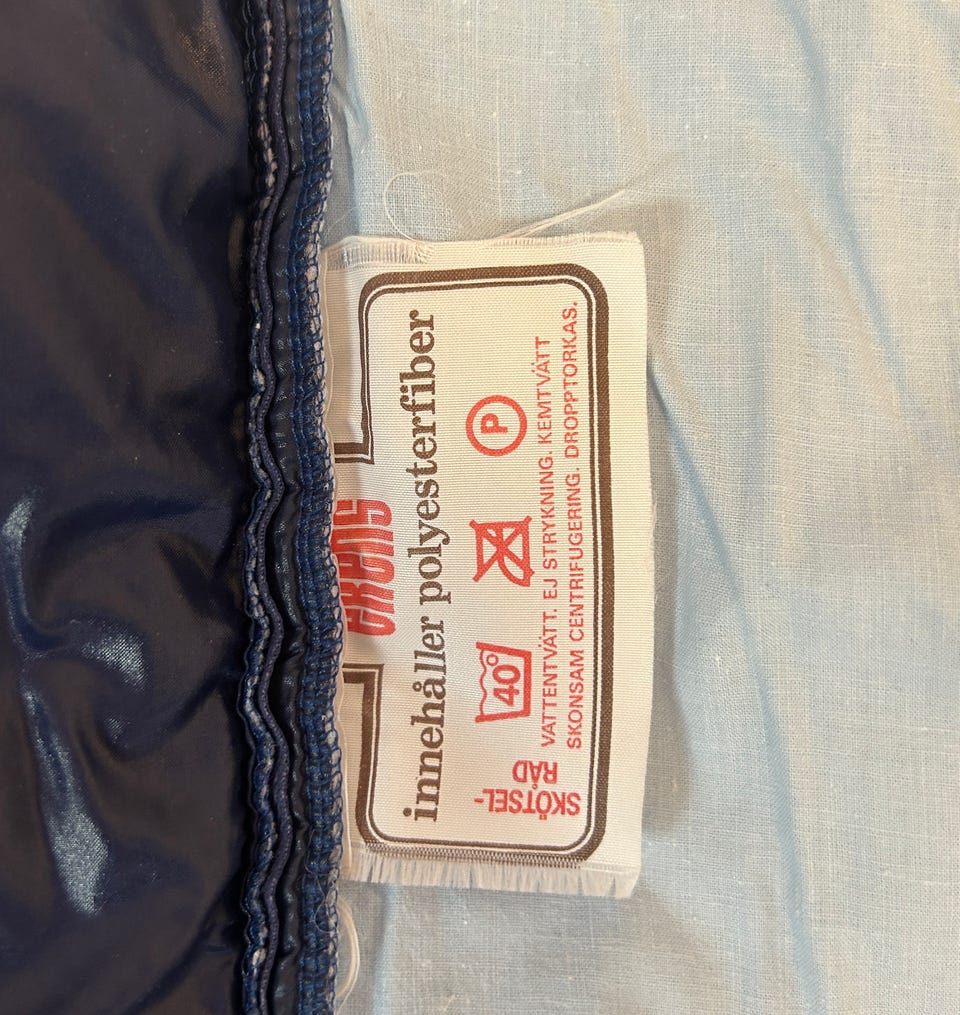 innehåller polyesterfiber
40°
P
SKÖTSEL-
RÅD
VATTENTVÄTT. EJ STRYKNING. KEMTVÄTT
SKONSAM CENTRIFUGERING. DROPPTORKAS.